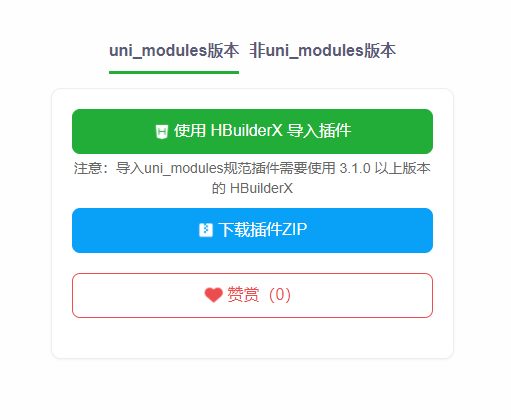 uni_modules版本 非uni_modules版本
使用 HBuilderX 导入插件
注意：导入uni_modules规范插件需要使用 3.1.0 以上版本
的 HBuilderX
下载插件ZIP
赞赏（0）